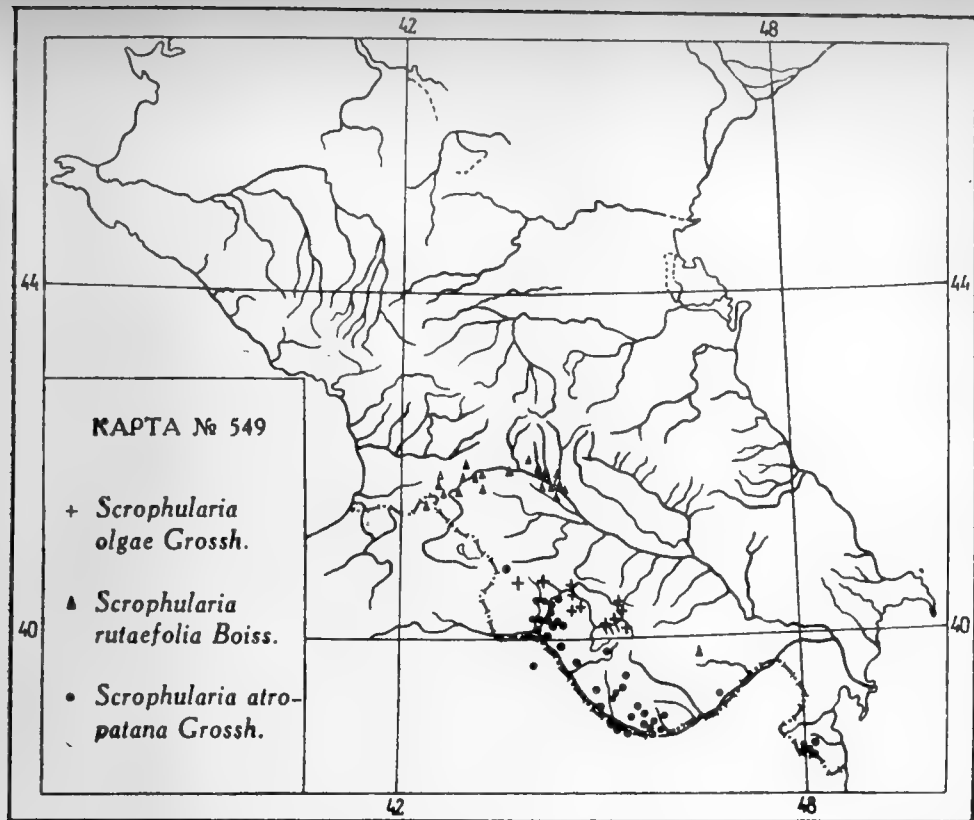 42 48
44 44
КАРТА № 549
+ Scrophularia
olgae Grossh.
▲ Scrophularia
rutaefolia Boiss.
40 40
● Scrophularia atro-
patana Grossh.
42 48